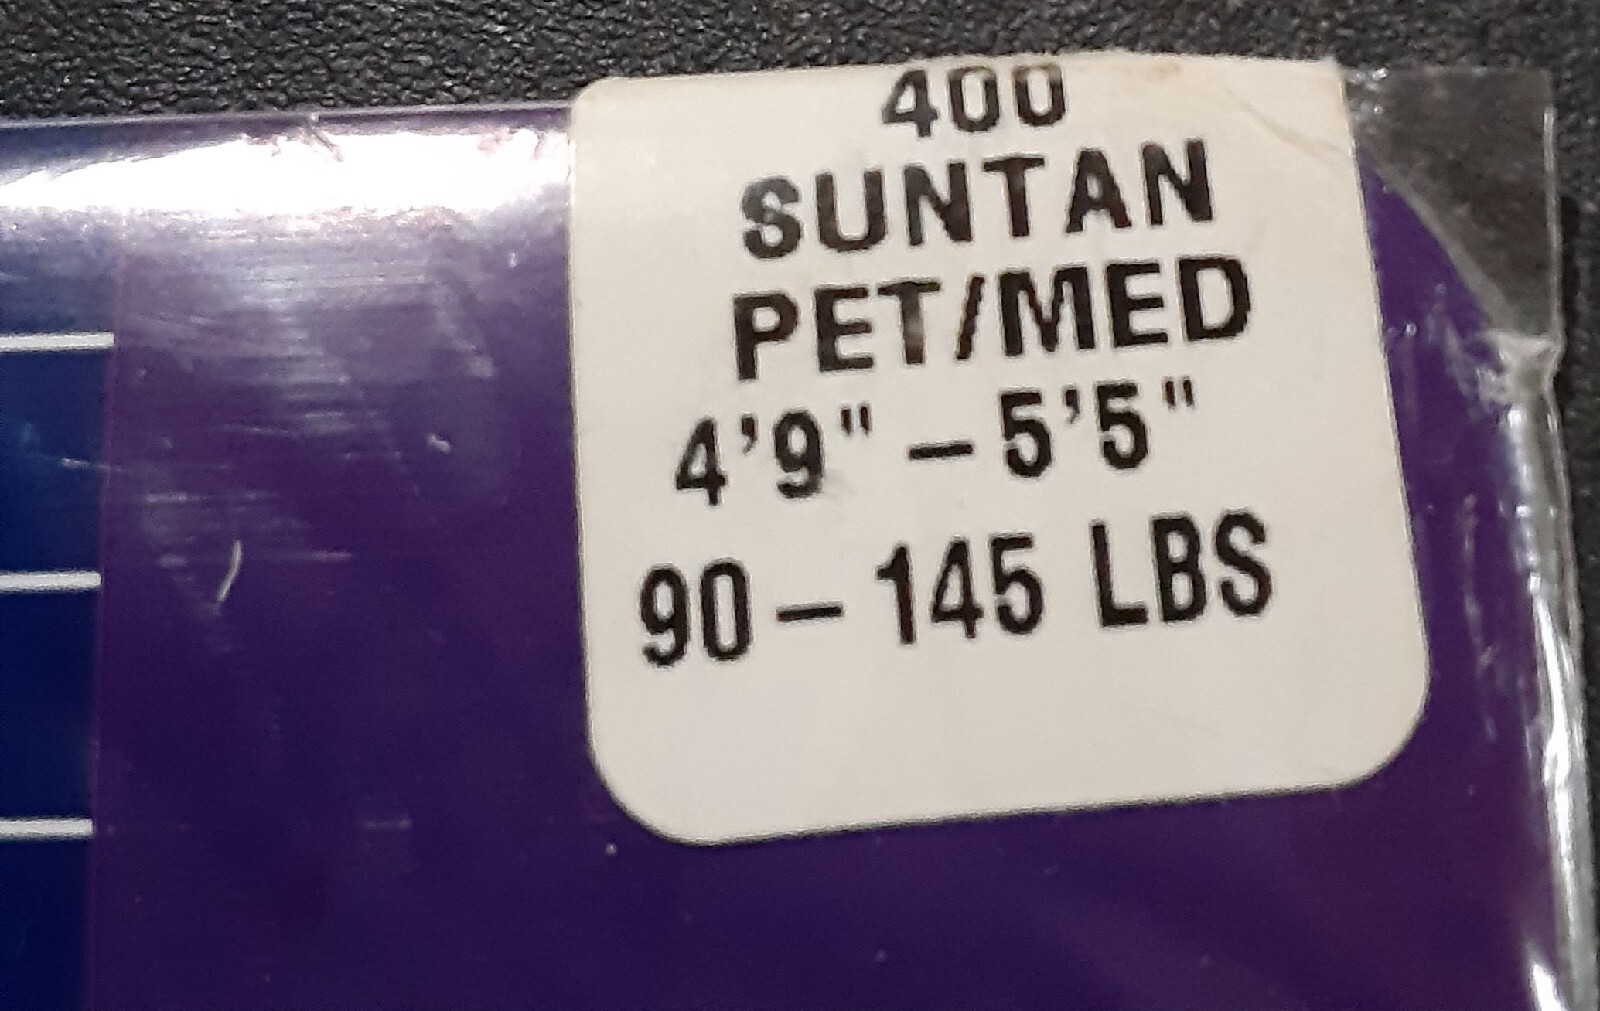 400
SUNTAN
PET/MED
4'9" – 5'5"
90 – 145 LBS